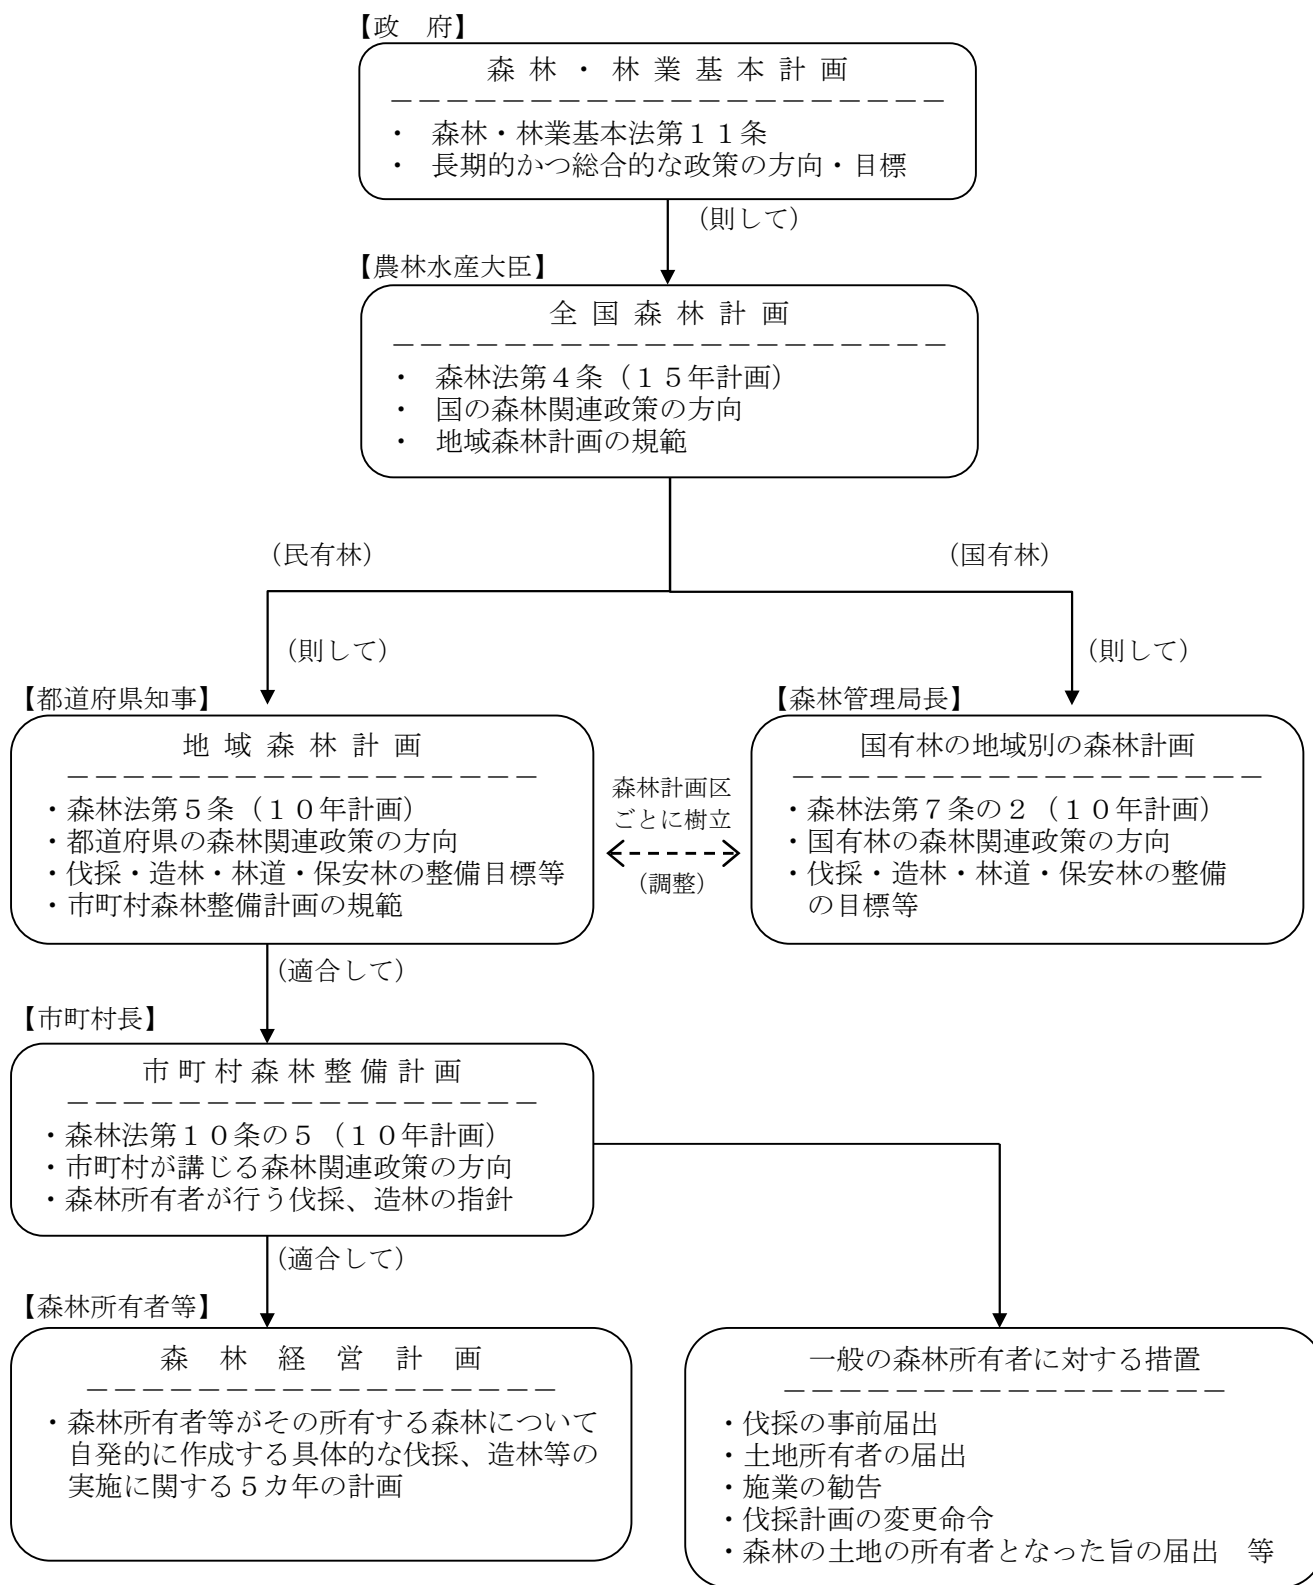 【政　府】
森 林 ・ 林 業 基 本 計 画
－－－－－－－－－－－－－－－－－－－－
・　森林・林業基本法第１１条
・　長期的かつ総合的な政策の方向・目標
（則して）
【農林水産大臣】
全 国 森 林 計 画
－－－－－－－－－－－－－－－－－－－－
・　森林法第４条（１５年計画）
・　国の森林関連政策の方向
・　地域森林計画の規範
（民有林）
（国有林）
（則して）
（則して）
【都道府県知事】
地 域 森 林 計 画
－－－－－－－－－－－－－－－－－
・森林法第５条（１０年計画）
・都道府県の森林関連政策の方向
・伐採・造林・林道・保安林の整備目標等
・市町村森林整備計画の規範
森林計画区
ごとに樹立
（調整）
【森林管理局長】
国有林の地域別の森林計画
－－－－－－－－－－－－－－－－－
・森林法第７条の２（１０年計画）
・国有林の森林関連政策の方向
・伐採・造林・林道・保安林の整備
の目標等
（適合して）
【市町村長】
市 町 村 森 林 整 備 計 画
－－－－－－－－－－－－－－－－－
・森林法第１０条の５（１０年計画）
・市町村が講じる森林関連政策の方向
・森林所有者が行う伐採、造林の指針
（適合して）
【森林所有者等】
森　林　経　営　計　画
－－－－－－－－－－－－－－－－－
・森林所有者等がその所有する森林について
自発的に作成する具体的な伐採、造林等の
実施に関する５カ年の計画
一般の森林所有者に対する措置
－－－－－－－－－－－－－－－－
・伐採の事前届出
・土地所有者の届出
・施業の勧告
・伐採計画の変更命令
・森林の土地の所有者となった旨の届出　等